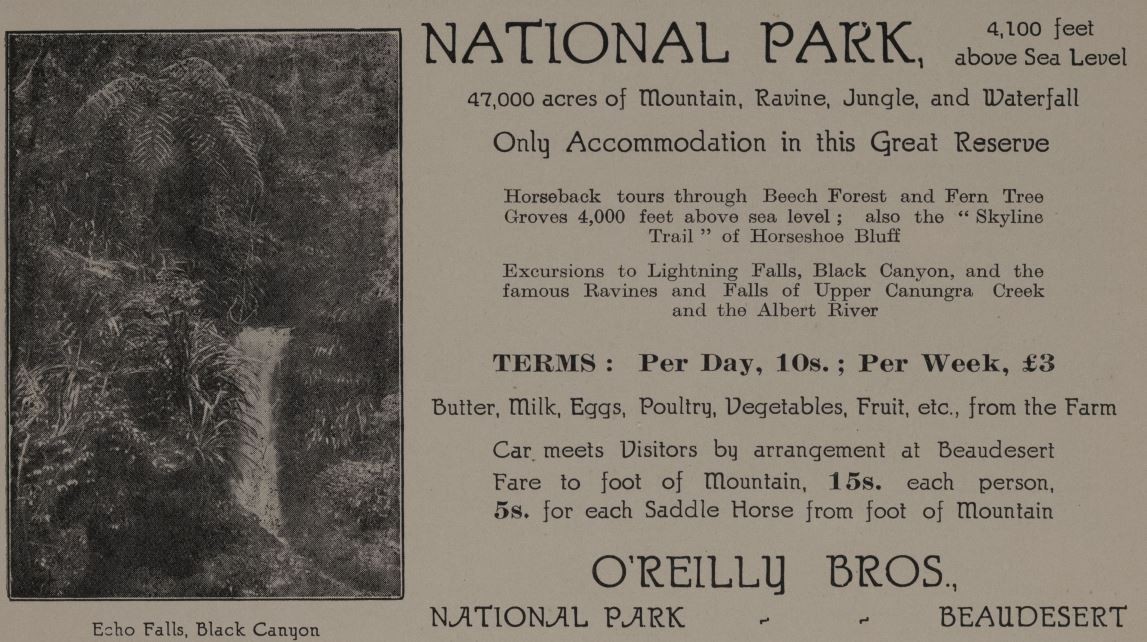 NATIONAL PARK, 4,100 feet above Sea Level
47,000 acres of Mountain, Ravine, Jungle, and Waterfall
Only Accommodation in this Great Reserve
Horseback tours through Beech Forest and Fern Tree
Groves 4,000 feet above sea level ; also the " Skyline
Trail " of Horseshoe Bluff
Excursions to Lightning Falls, Black Canyon, and the
famous Ravines and Falls of Upper Canungra Creek
and the Albert River
TERMS : Per Day, 10s. ; Per Week, £3
Butter, Milk, Eggs, Poultry, Vegetables, Fruit, etc., from the Farm
Car meets Visitors by arrangement at Beaudesert
Fare to foot of Mountain, 15s. each person,
5s. for each Saddle Horse from foot of Mountain
O'REILLY BROS.,
NATIONAL PARK - - BEAUDESERT
Echo Falls, Black Canyon